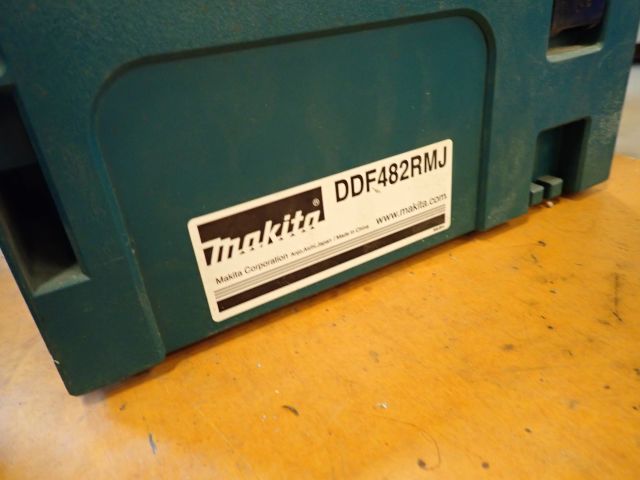 DDF482RMJ
makita®
www.makita.com
Makita Corporation Anjo, Aichi, Japan / Made in China